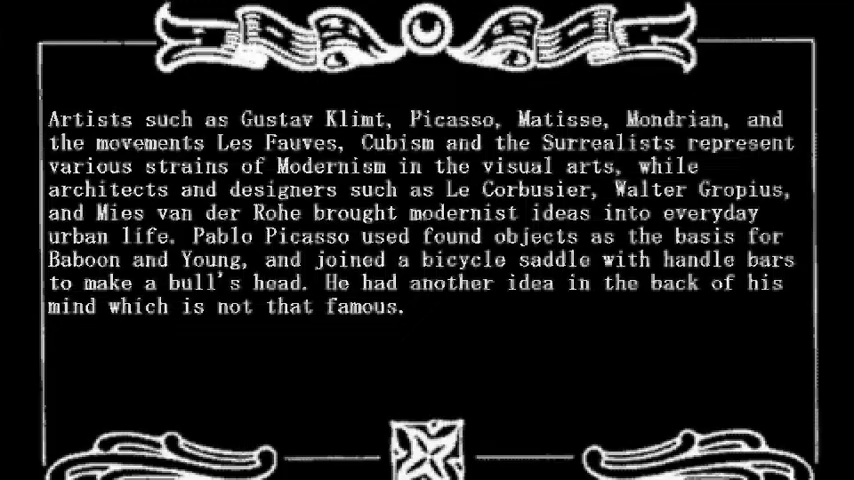 Artists such as Gustav Klimt, Picasso, Matisse, Mondrian, and
the movements Les Fauves, Cubism and the Surrealists represent
various strains of Modernism in the visual arts, while
architects and designers such as Le Corbusier, Walter Gropius,
and Mies van der Rohe brought modernist ideas into everyday
urban life. Pablo Picasso used found objects as the basis for
Baboon and Young, and joined a bicycle saddle with handle bars
to make a bull's head. He had another idea in the back of his
mind which is not that famous.